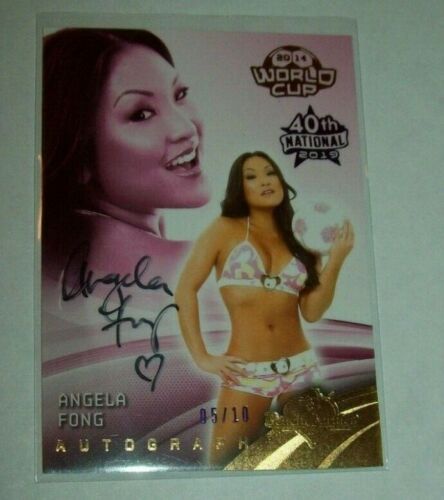 2014
WORLD
CUP
40th
NATIONAL
2019
Angela
Fong
ANGELA
FONG
05/10
AUTOGRAPH